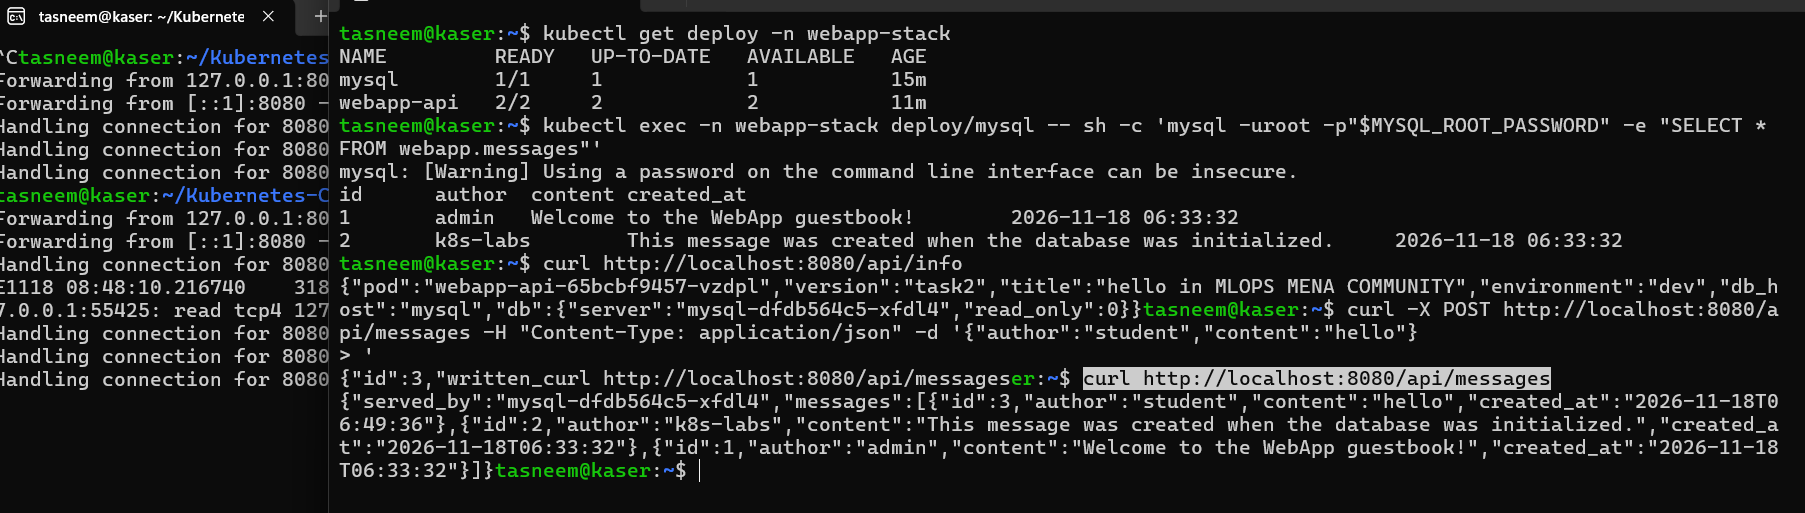 tasneem@kaser: ~/Kubernete
^Ctasneem@kaser:~/Kubernetes
Forwarding from 127.0.0.1:80
Forwarding from [::1]:8080 -
Handling connection for 8080
Handling connection for 8080
Handling connection for 8080
tasneem@kaser:~/Kubernetes-C
Forwarding from 127.0.0.1:80
Forwarding from [::1]:8080 -
Handling connection for 8080
E1118 08:48:10.216740    318
7.0.0.1:55425: read tcp4 127
Handling connection for 8080
Handling connection for 8080
Handling connection for 8080
tasneem@kaser:~$ kubectl get deploy -n webapp-stack
NAME         READY   UP-TO-DATE   AVAILABLE   AGE
mysql        1/1     1            1           15m
webapp-api   2/2     2            2           11m
tasneem@kaser:~$ kubectl exec -n webapp-stack deploy/mysql -- sh -c 'mysql -uroot -p"$MYSQL_ROOT_PASSWORD" -e "SELECT *
FROM webapp.messages"'
mysql: [Warning] Using a password on the command line interface can be insecure.
id      author  content created_at
1       admin   Welcome to the WebApp guestbook!        2026-11-18 06:33:32
2       k8s-labs        This message was created when the database was initialized.     2026-11-18 06:33:32
tasneem@kaser:~$ curl http://localhost:8080/api/info
{"pod":"webapp-api-65bcbf9457-vzdpl","version":"task2","title":"hello in MLOPS MENA COMMUNITY","environment":"dev","db_h
ost":"mysql","db":{"server":"mysql-dfdb564c5-xfdl4","read_only":0}}tasneem@kaser:~$ curl -X POST http://localhost:8080/a
pi/messages -H "Content-Type: application/json" -d '{"author":"student","content":"hello"}
> '
{"id":3,"written_curl http://localhost:8080/api/messageser:~$ curl http://localhost:8080/api/messages
{"served_by":"mysql-dfdb564c5-xfdl4","messages":[{"id":3,"author":"student","content":"hello","created_at":"2026-11-18T0
6:49:36"},{"id":2,"author":"k8s-labs","content":"This message was created when the database was initialized.","created_a
t":"2026-11-18T06:33:32"},{"id":1,"author":"admin","content":"Welcome to the WebApp guestbook!","created_at":"2026-11-18
T06:33:32"}]}tasneem@kaser:~$